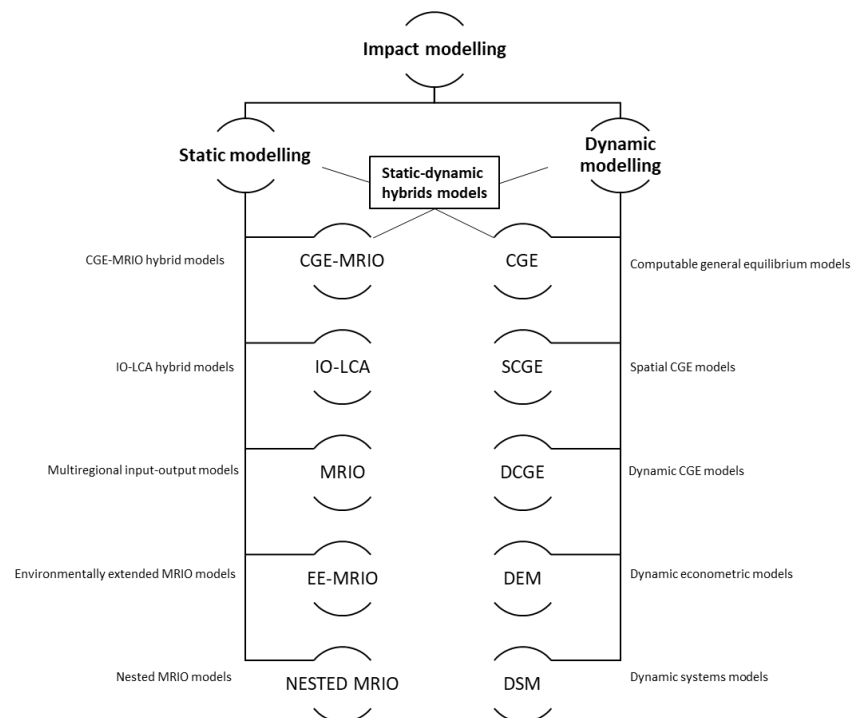 Impact modelling
Static modelling
Dynamic
modelling
Static-dynamic
hybrids models
CGE-MRIO hybrid models
CGE-MRIO
CGE
Computable general equilibrium models
IO-LCA hybrid models
IO-LCA
SCGE
Spatial CGE models
Multiregional input-output models
MRIO
DCGE
Dynamic CGE models
Environmentally extended MRIO models
EE-MRIO
DEM
Dynamic econometric models
Nested MRIO models
NESTED MRIO
DSM
Dynamic systems models